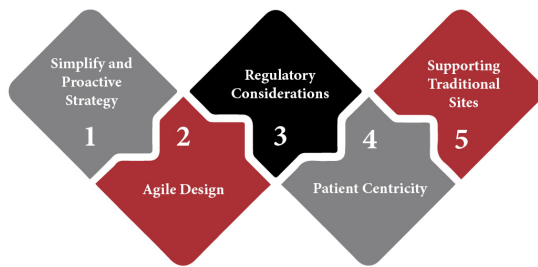 Simplify and
Proactive
Strategy
1
2
Agile Design
Regulatory
Considerations
3
4
Patient Centricity
Supporting
Traditional
Sites
5